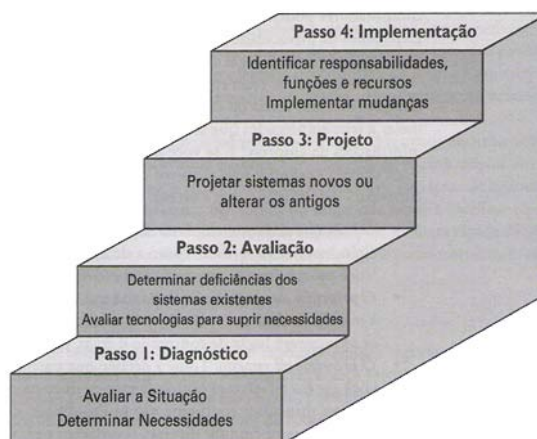 Passo 4: Implementação
Identificar responsabilidades,
funções e recursos
Implementar mudanças
Passo 3: Projeto
Projetar sistemas novos ou
alterar os antigos
Passo 2: Avaliação
Determinar deficiências dos
sistemas existentes
Avaliar tecnologias para suprir necessidades
Passo 1: Diagnóstico
Avaliar a Situação
Determinar Necessidades